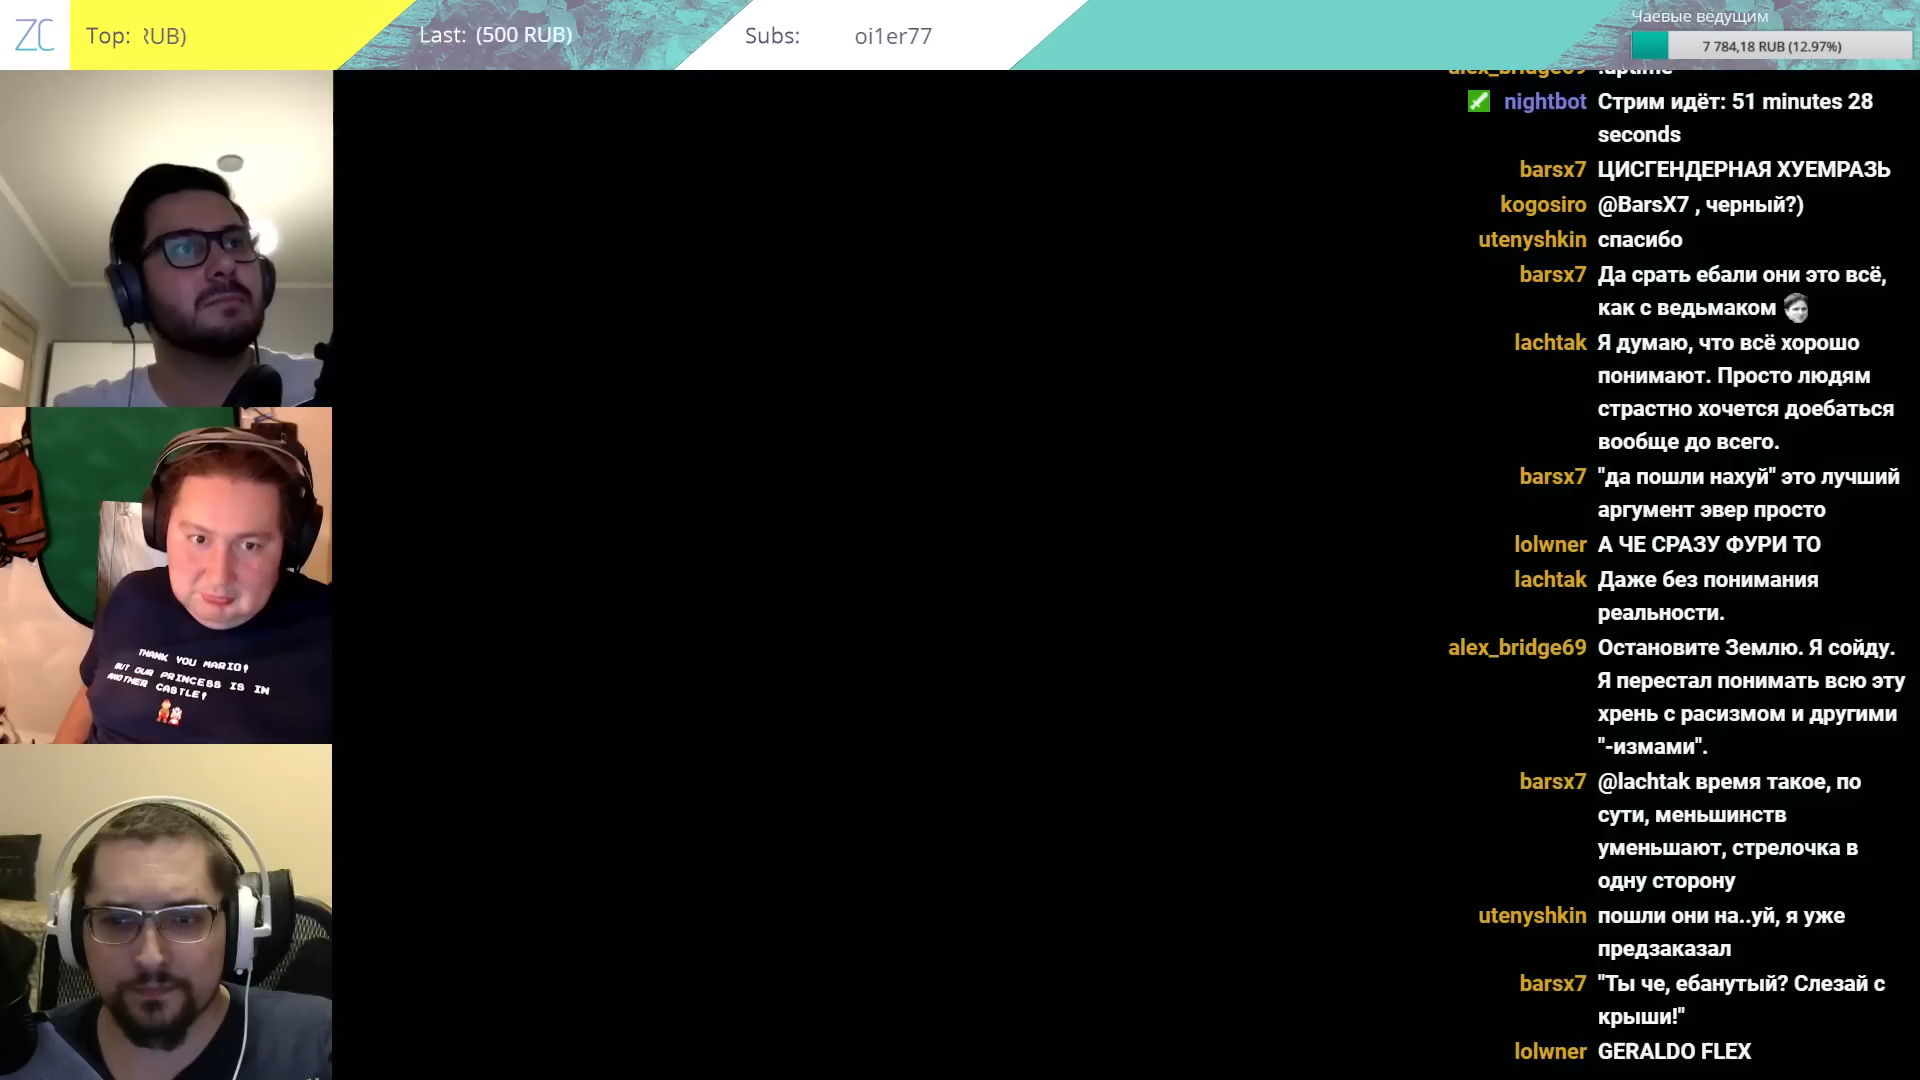 ZC
Top: RUB)
Last: (500 RUB)
Subs: oi1er77
Чаевые ведущим
7 784,18 RUB (12.97%)
alex_bridge69 !uptime
nightbot Стрим идёт: 51 minutes 28
seconds
barsx7 ЦИСГЕНДЕРНАЯ ХУЕМРАЗЬ
kogosiro @BarsX7 , черный?)
utenyshkin спасибо
barsx7 Да срать ебали они это всё,
как с ведьмаком
lachtak Я думаю, что всё хорошо
понимают. Просто людям
страстно хочется доебаться
вообще до всего.
barsx7 "да пошли нахуй" это лучший
аргумент эвер просто
lolwner А ЧЕ СРАЗУ ФУРИ ТО
lachtak Даже без понимания
реальности.
alex_bridge69 Остановите Землю. Я сойду.
Я перестал понимать всю эту
хрень с расизмом и другими
"-измами".
barsx7 @lachtak время такое, по
сути, меньшинств
уменьшают, стрелочка в
одну сторону
utenyshkin пошли они на..уй, я уже
предзаказал
barsx7 "Ты че, ебанутый? Слезай с
крыши!"
lolwner GERALDO FLEX
THANK YOU MARIO!
BUT OUR PRINCESS IS IN
ANOTHER CASTLE!